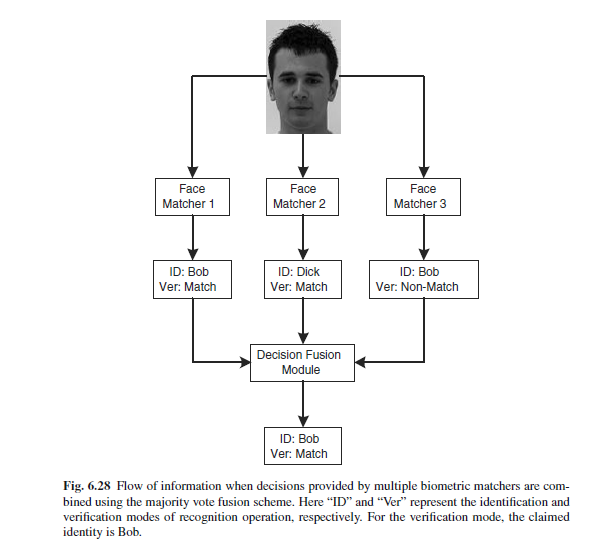 Face
Matcher 1
Face
Matcher 2
Face
Matcher 3
ID: Bob
Ver: Match
ID: Dick
Ver: Match
ID: Bob
Ver: Non-Match
Decision Fusion
Module
ID: Bob
Ver: Match
Fig. 6.28 Flow of information when decisions provided by multiple biometric matchers are com-
bined using the majority vote fusion scheme. Here “ID” and “Ver” represent the identification and
verification modes of recognition operation, respectively. For the verification mode, the claimed
identity is Bob.